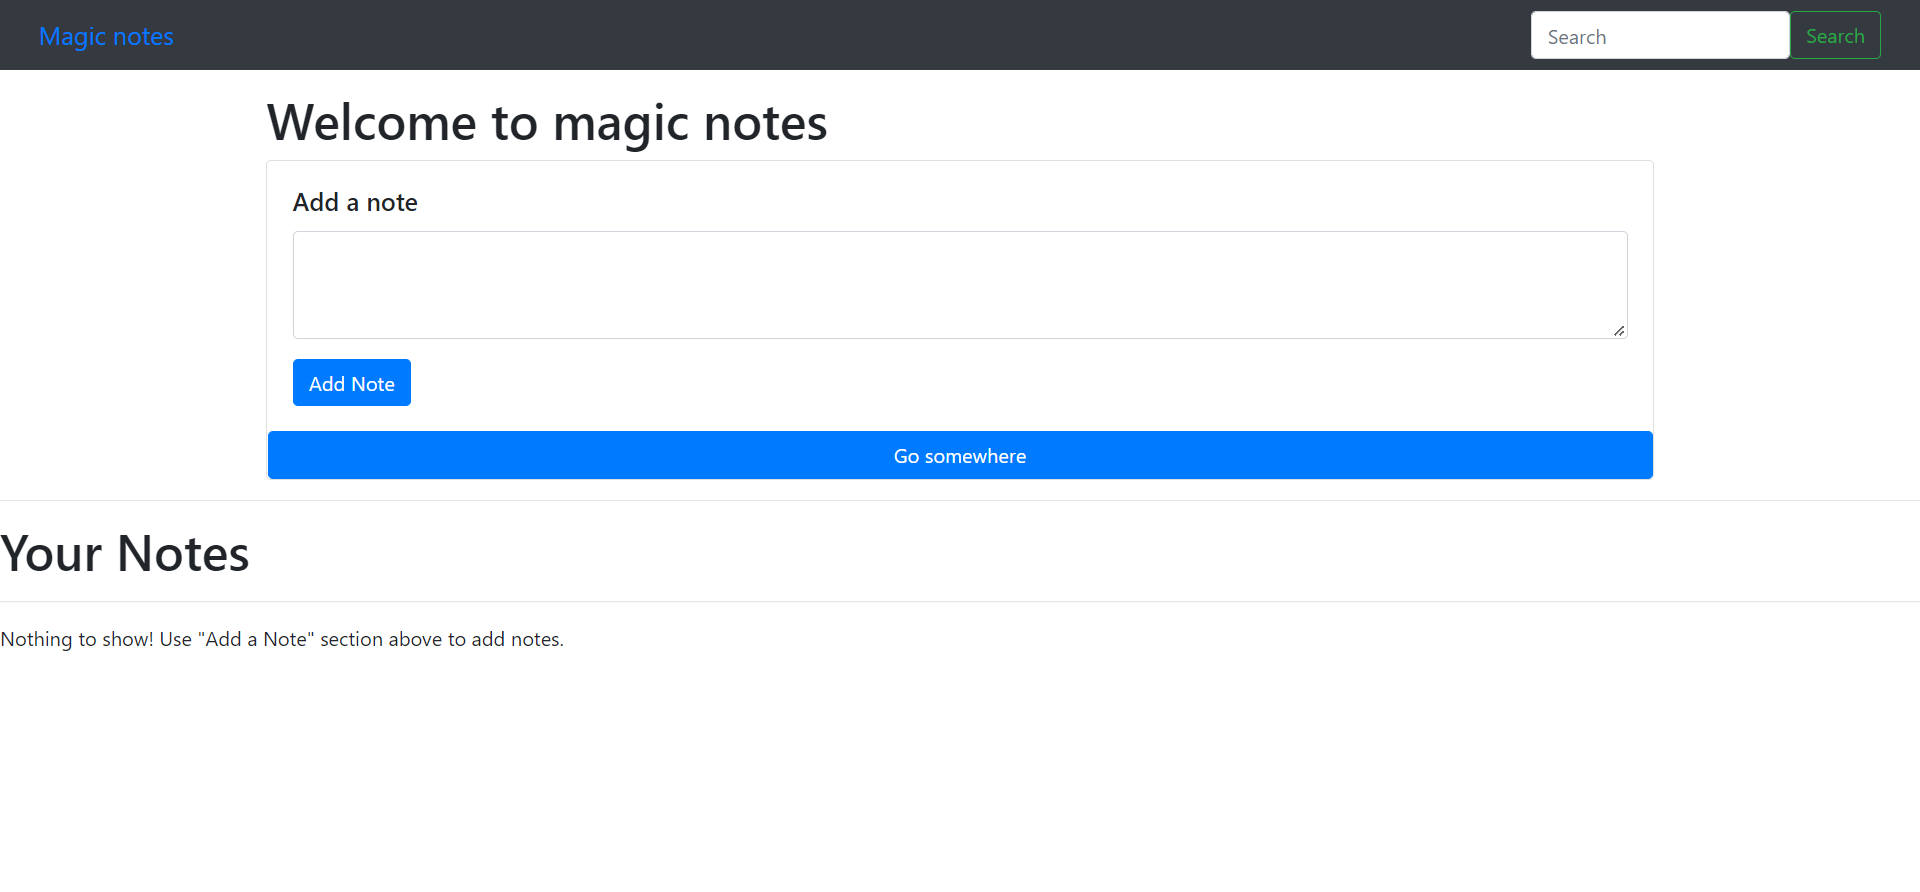 Magic notes
Search
Search
Welcome to magic notes
Add a note
Add Note
Go somewhere
Your Notes
Nothing to show! Use "Add a Note" section above to add notes.